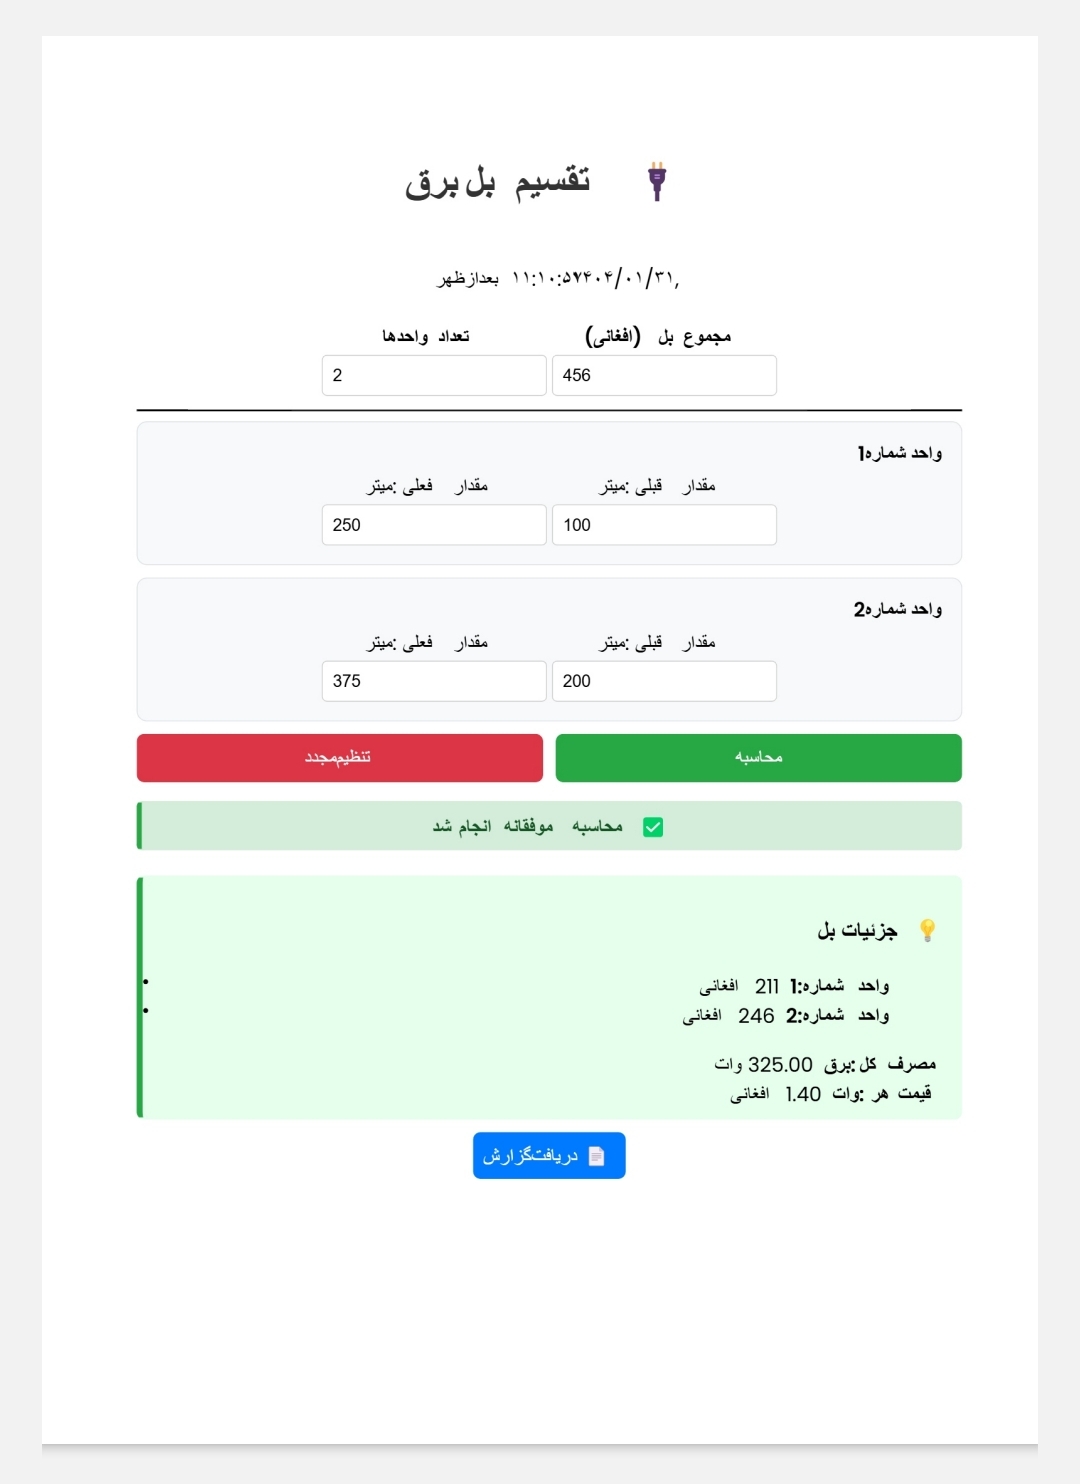 تقسیم بل برق
۱۱:۱۰:۵۷۴۰۴/۰۱/۳۱, بعدازظهر
مجموع بل (افغانی) تعداد واحدها
456 2
واحد شماره1
مقدار قبلی :میتر مقدار فعلی :میتر
100 250
واحد شماره2
مقدار قبلی :میتر مقدار فعلی :میتر
200 375
محاسبه تنظیم‌مجدد
محاسبه موفقانه انجام شد
جزئیات بل
واحد شماره:1 211 افغانی
واحد شماره:2 246 افغانی
مصرف کل :برق 325.00 وات
قیمت هر :وات 1.40 افغانی
دریافت‌گزارش